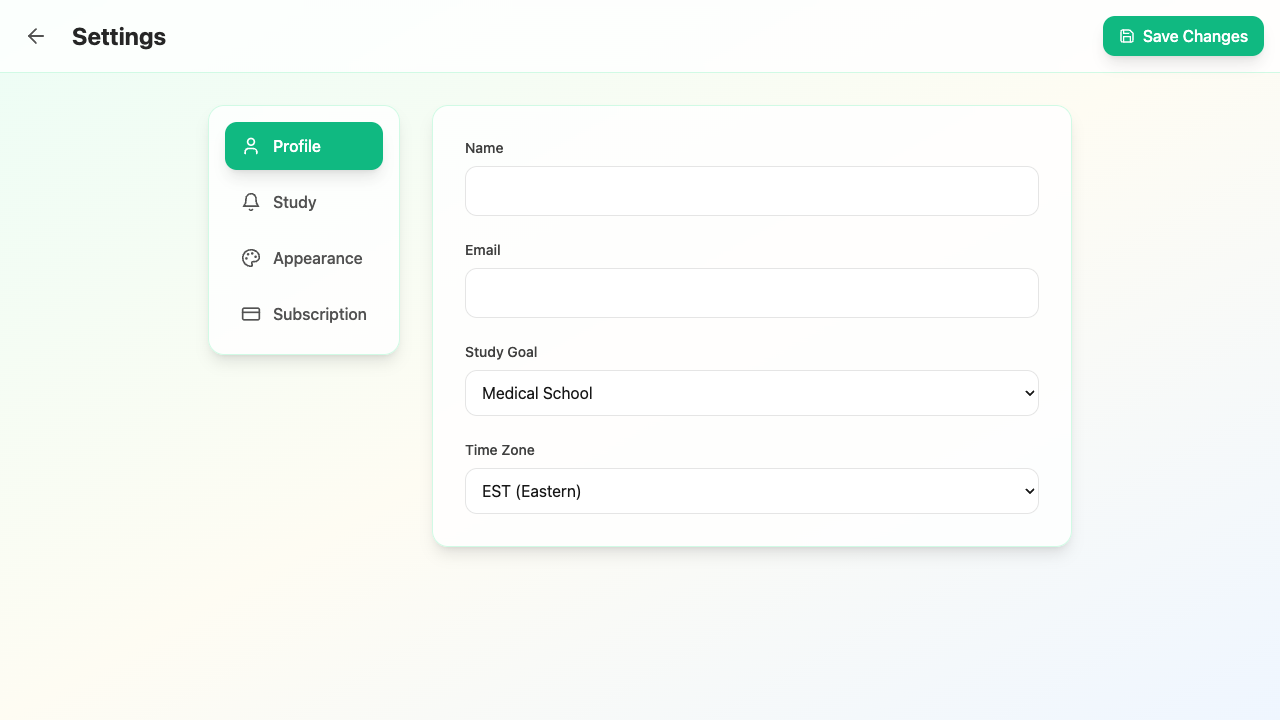 Settings
Save Changes
Profile
Study
Appearance
Subscription
Name
Email
Study Goal
Medical School
Time Zone
EST (Eastern)